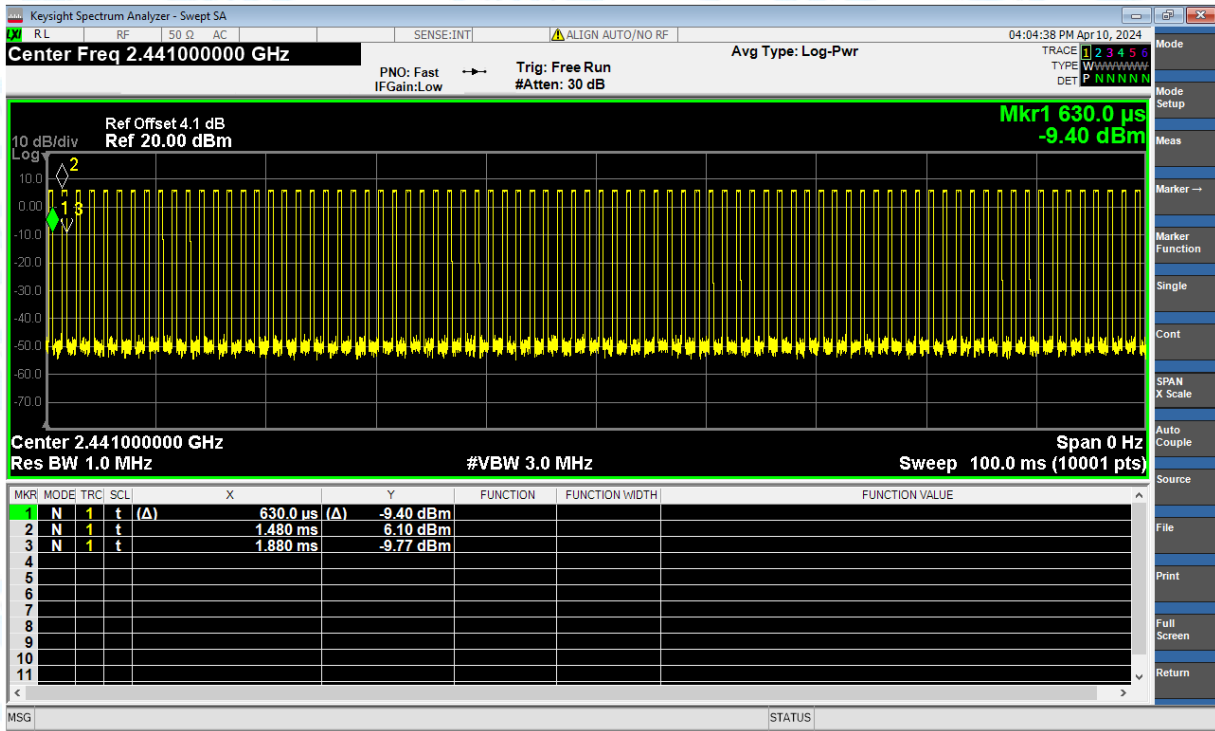 Keysight Spectrum Analyzer - Swept SA
LXI RL RF 50 Ω AC SENSE:INT ALIGN AUTO/NO RF 04:04:38 PM Apr 10, 2024
Center Freq 2.441000000 GHz Avg Type: Log-Pwr TRACE 1 2 3 4 5 6
PNO: Fast Trig: Free Run TYPE WWWWWW
IFGain:Low #Atten: 30 dB DET P N N N N N
Mkr1 630.0 µs
Ref Offset 4.1 dB
10 dB/div Ref 20.00 dBm -9.40 dBm
Log
2
10.0
0.00
1 3
-10.0
-20.0
-30.0
-40.0
-50.0
-60.0
-70.0
Center 2.441000000 GHz Span 0 Hz
Res BW 1.0 MHz #VBW 3.0 MHz Sweep 100.0 ms (10001 pts)
MKR MODE TRC SCL X Y FUNCTION FUNCTION WIDTH FUNCTION VALUE
1 N 1 t (Δ) 630.0 µs (Δ) -9.40 dBm
2 N 1 t 1.480 ms 6.10 dBm
3 N 1 t 1.880 ms -9.77 dBm
4
5
6
7
8
9
10
11
MSG STATUS
Mode
Mode
Setup
Meas
Marker→
Marker
Function
Single
Cont
SPAN
X Scale
Auto
Couple
Source
File
Print
Full
Screen
Return